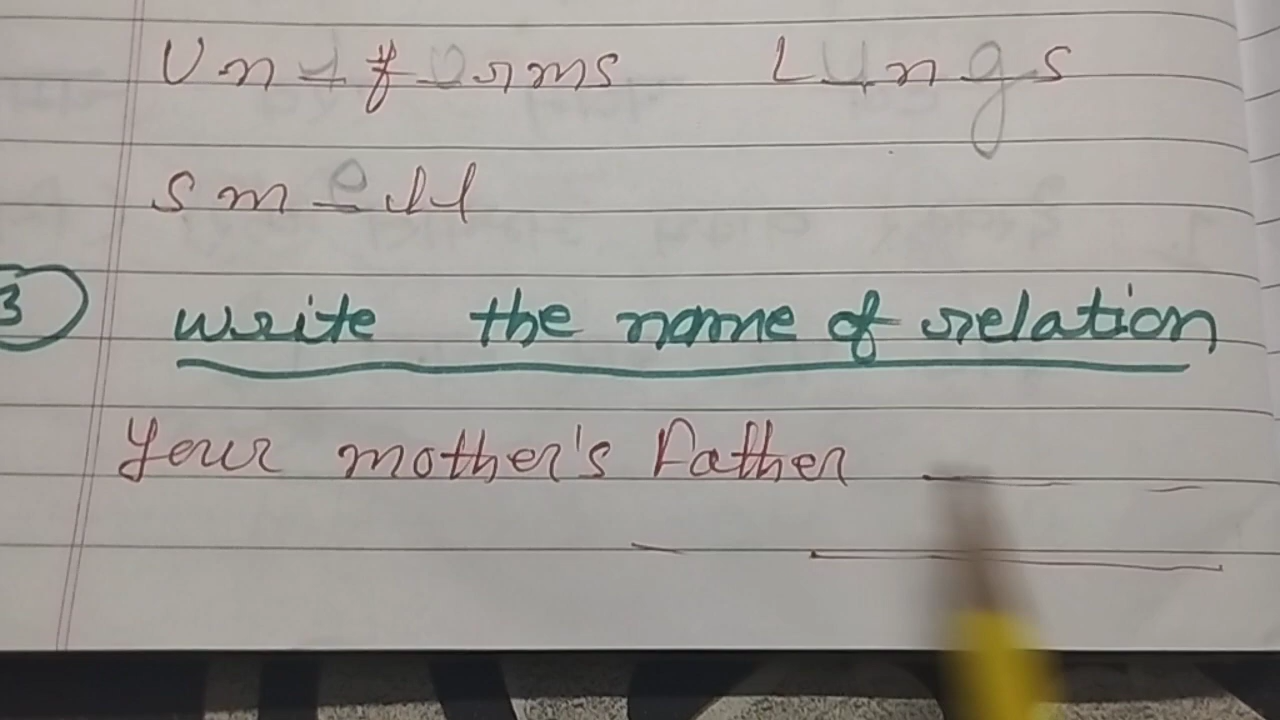 Uniforms Lungs
smell
3 write the name of relation
Your mother's Father